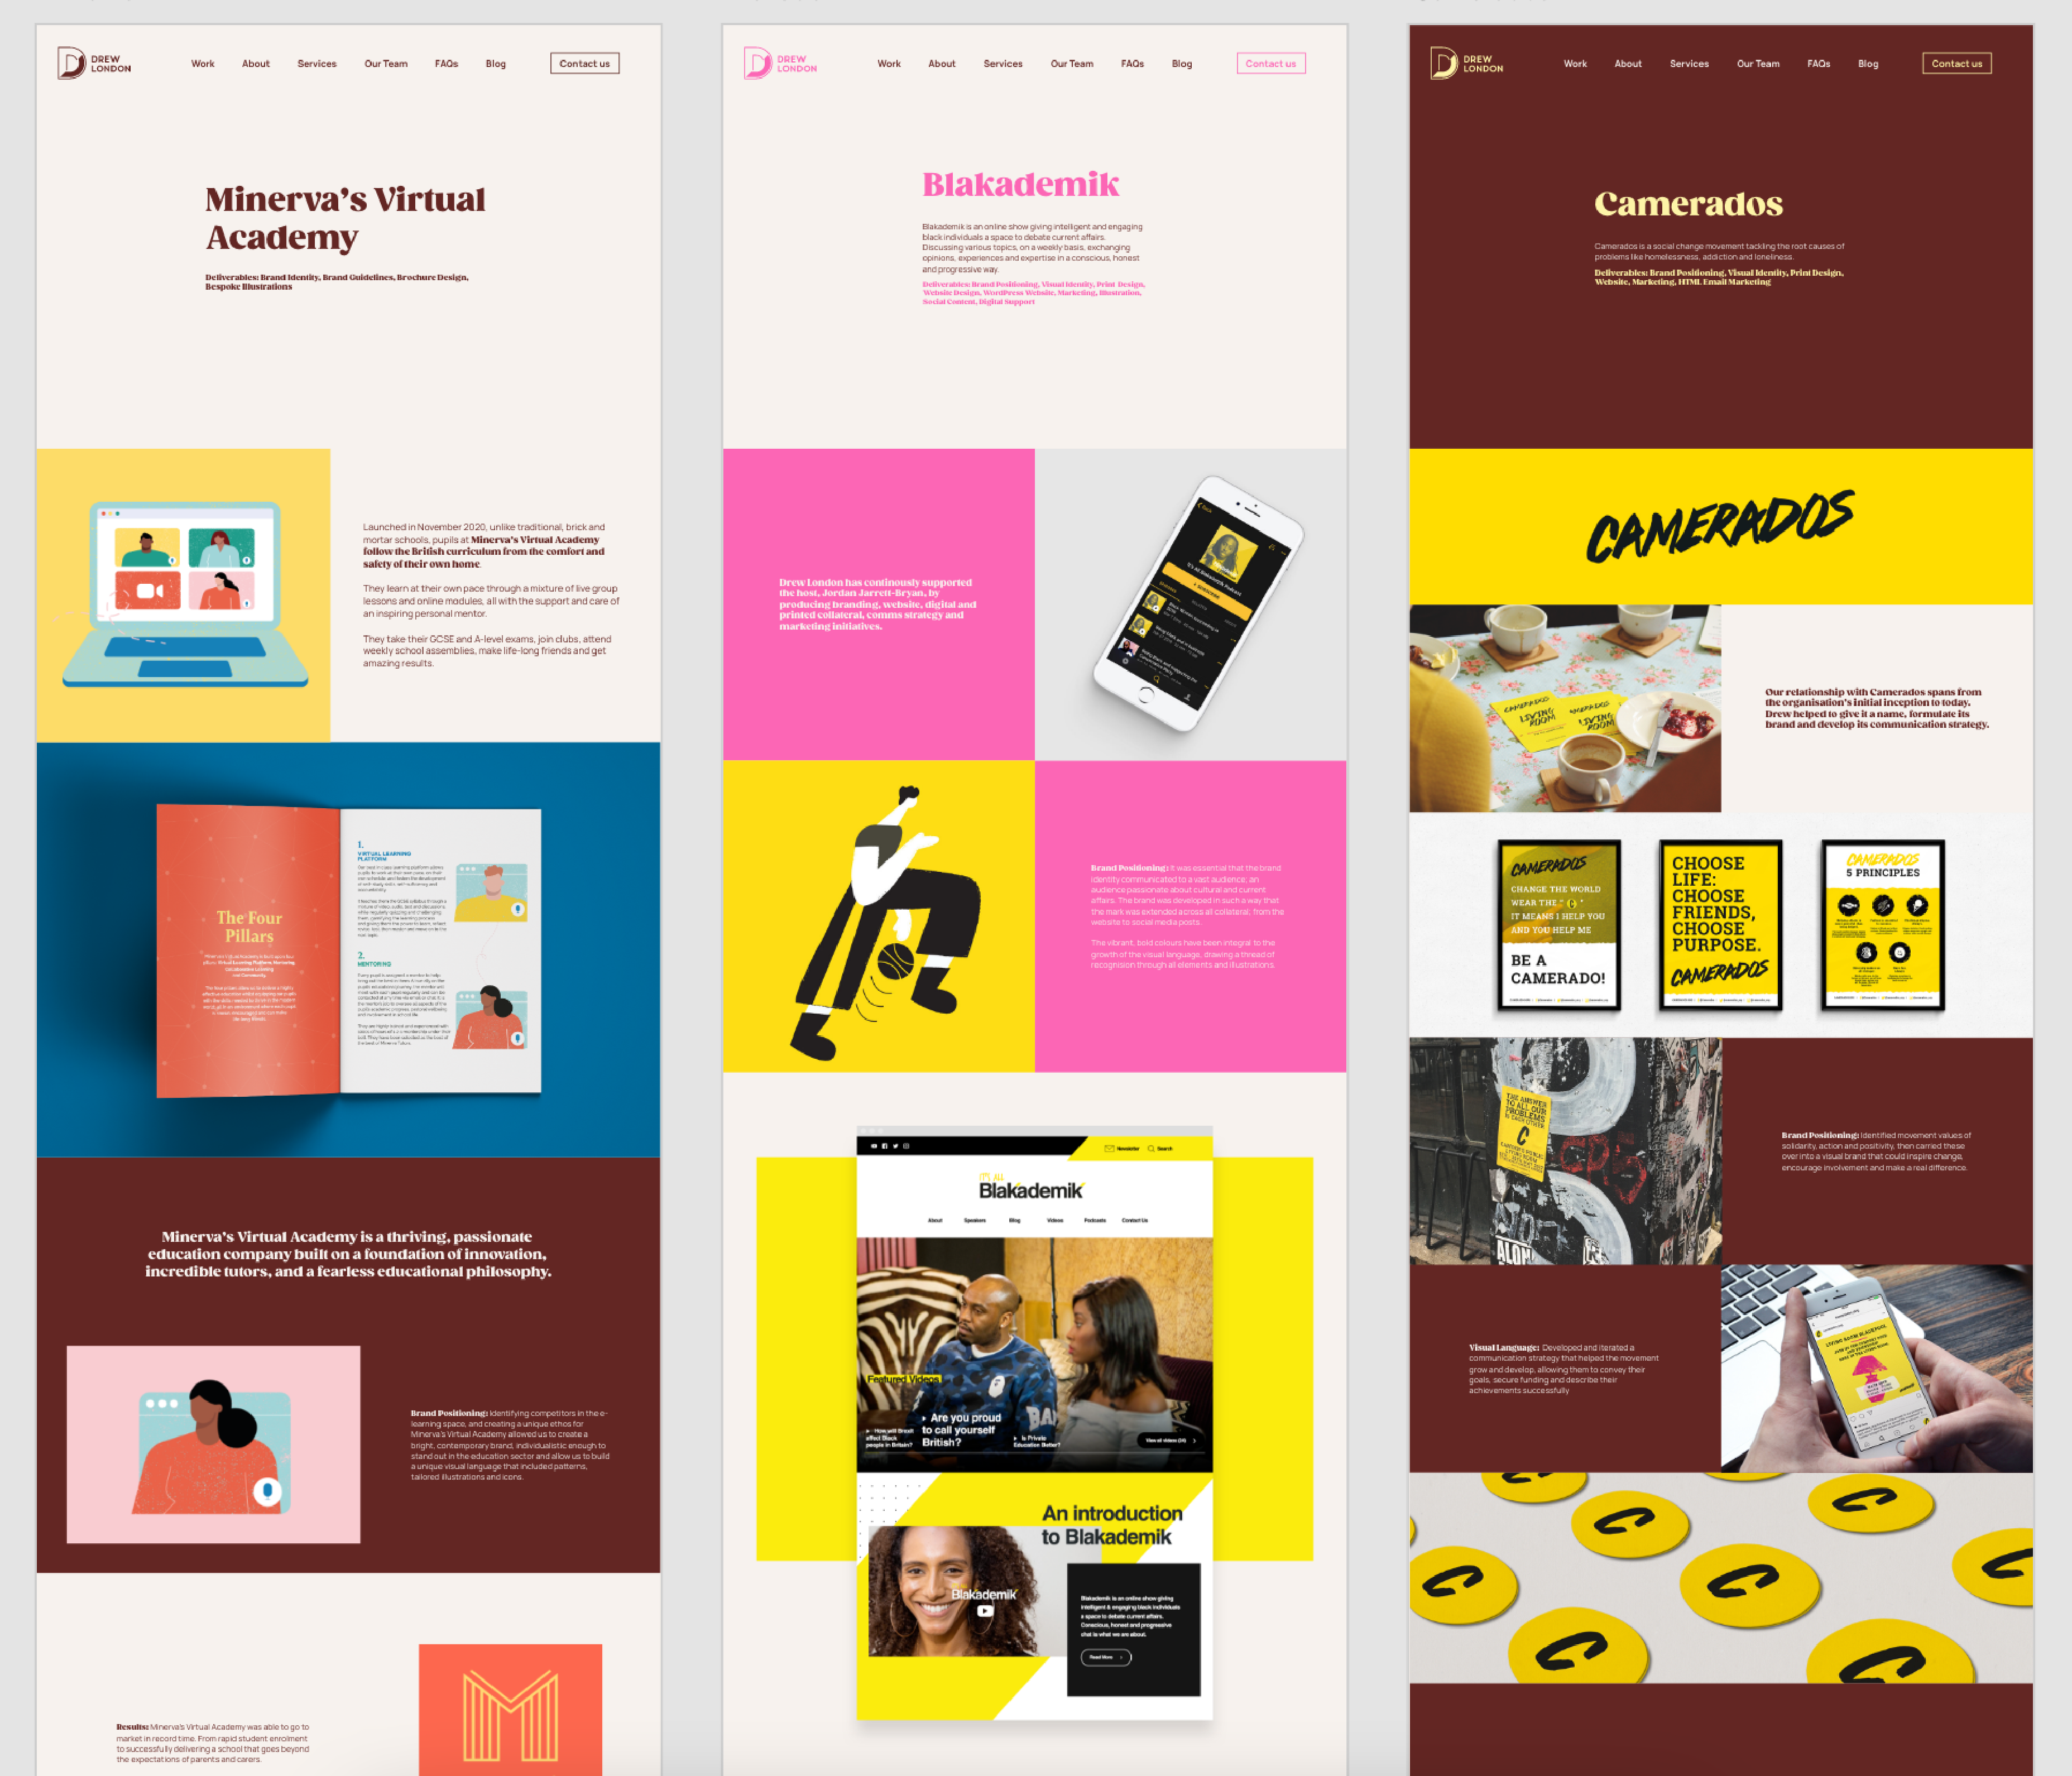 DREW
LONDON
Work
About
Services
Our Team
FAQs
Blog
Contact us
Minerva's Virtual
Academy
Deliverables: Brand Identity, Brand Guidelines, Brochure Design,
Bespoke Illustrations
Launched in November 2020, unlike traditional, brick and
mortar schools, pupils at Minerva's Virtual Academy
follow the British curriculum from the comfort and
safety of their own home.
They learn at their own pace through a mixture of live group
lessons and online modules, all with the support and care of
an inspiring personal mentor.
They take their GCSE and A-level exams, join clubs, attend
weekly school assemblies, make life-long friends and get
amazing results.
The Four
Pillars
1.
VIRTUAL LEARNING
PLATFORM
2.
MENTORING
Minerva's Virtual Academy is a thriving, passionate
education company built on a foundation of innovation,
incredible tutors, and a fearless educational philosophy.
Brand Positioning: Identifying competitors in the e-
learning space, and creating a unique ethos for
Minerva's Virtual Academy allowed us to create a
bright, contemporary brand, individualistic enough to
stand out in the education sector and allow us to build
a unique visual language that included patterns,
tailored illustrations and icons.
Results: Minerva's Virtual Academy was able to go to
market in record time. From rapid student enrolment
to successfully delivering a school that goes beyond
the expectations of parents and carers.
DREW
LONDON
Work
About
Services
Our Team
FAQs
Blog
Contact us
Blakademik
Blakademik is an online show giving intelligent and engaging
black individuals a space to debate current affairs.
Discussing various topics, on a weekly basis, exchanging
opinions, experiences and expertise in a conscious, honest
and progressive way.
Deliverables: Brand Positioning, Visual Identity, Print Design,
Website Design, WordPress Website, Marketing, Illustration,
Social Content, Digital Support
Drew London has continously supported
the host, Jordan Jarrett-Bryan, by
producing branding, website, digital and
printed collateral, comms strategy and
marketing initiatives.
Brand Positioning: It was essential that the brand
identity communicated to a vast audience; an
audience passionate about cultural and current
affairs. The brand was developed in such a way that
the mark was extended across all collateral; from the
website to social media posts.
The vibrant, bold colours have been integral to the
growth of the visual language, drawing a thread of
recognision through all elements and illustrations.
Newsletter
Search
IT'S ALL
Blakademik
About
Speakers
Blog
Videos
Podcasts
Contact Us
Featured Videos
How will Brexit
affect Black
people in Britain?
Are you proud
to call yourself
British?
Is Private
Education Better?
View all videos (24)
An introduction
to Blakademik
Blakademik
Blakademik is an online show giving
intelligent & engaging black individuals
a space to debate current affairs.
Conscious, honest and progressive
chat is what we are about.
Read More
DREW
LONDON
Work
About
Services
Our Team
FAQs
Blog
Contact us
Camerados
Camerados is a social change movement tackling the root causes of
problems like homelessness, addiction and loneliness.
Deliverables: Brand Positioning, Visual Identity, Print Design,
Website, Marketing, HTML Email Marketing
CAMERADOS
CAMERADOS
LIVING
ROOM
LIVING
ROOM
Our relationship with Camerados spans from
the organisation's initial inception to today.
Drew helped to give it a name, formulate its
brand and develop its communication strategy.
CAMERADOS
CHANGE THE WORLD
WEAR THE "C"
IT MEANS I HELP YOU
AND YOU HELP ME
BE A
CAMERADO!
CHOOSE
LIFE:
CHOOSE
FRIENDS,
CHOOSE
PURPOSE.
CAMERADOS
CAMERADOS
5 PRINCIPLES
THE ANSWER
TO ALL OUR
PROBLEMS
IS EACH OTHER
C
Brand Positioning: Identified movement values of
solidarity, action and positivity, then carried these
over into a visual brand that could inspire change,
encourage involvement and make a real difference.
Visual Language: Developed and iterated a
communication strategy that helped the movement
grow and develop, allowing them to convey their
goals, secure funding and describe their
achievements successfully
C
C
C
C
C
C
C
C